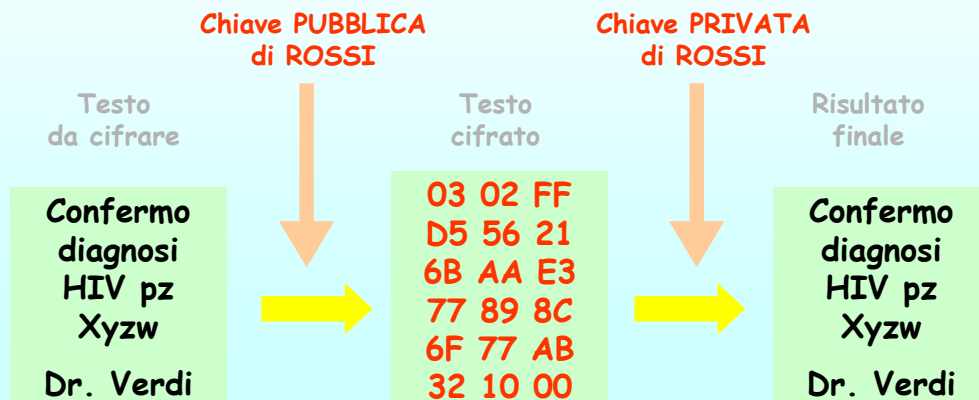 Chiave PUBBLICA
di ROSSI
Chiave PRIVATA
di ROSSI
Testo
da cifrare
Testo
cifrato
Risultato
finale
Confermo
diagnosi
HIV pz
Xyzw
Dr. Verdi
03 02 FF
D5 56 21
6B AA E3
77 89 8C
6F 77 AB
32 10 00
Confermo
diagnosi
HIV pz
Xyzw
Dr. Verdi